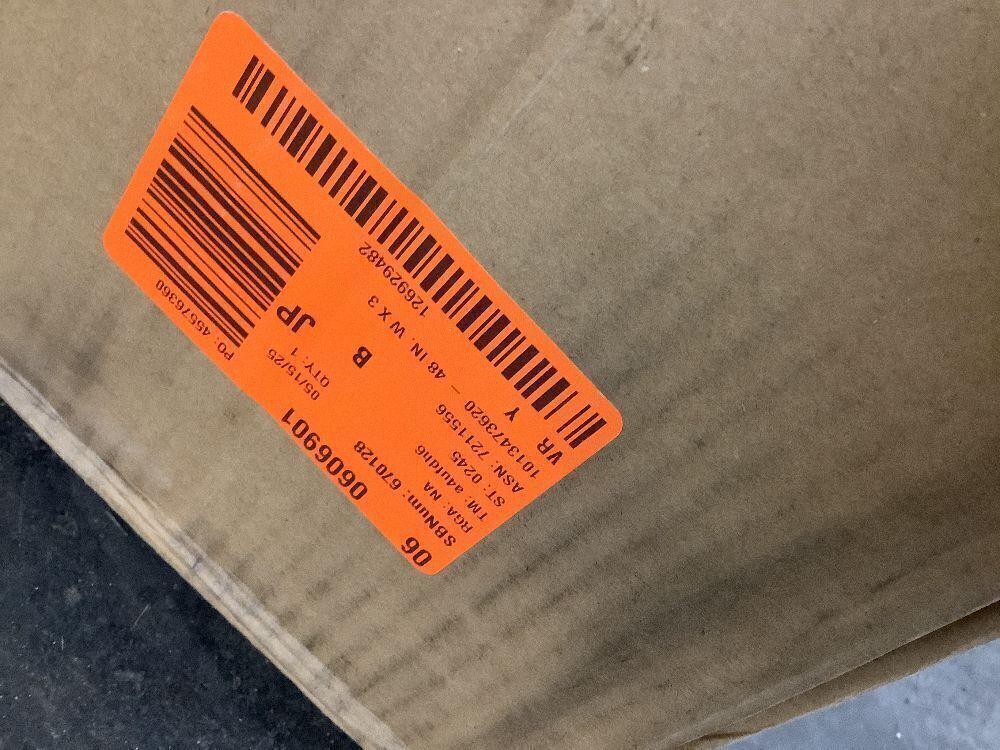 06
0606901
SBNum: 670128
RGA: NA
TM: a4ufdh6
ST: 0245
ASN: 7211556
1013473620 - 48 IN. W X 3
VR
Y
05/15/25
QTY: 1
B
JP
PO: 45576360
126929482